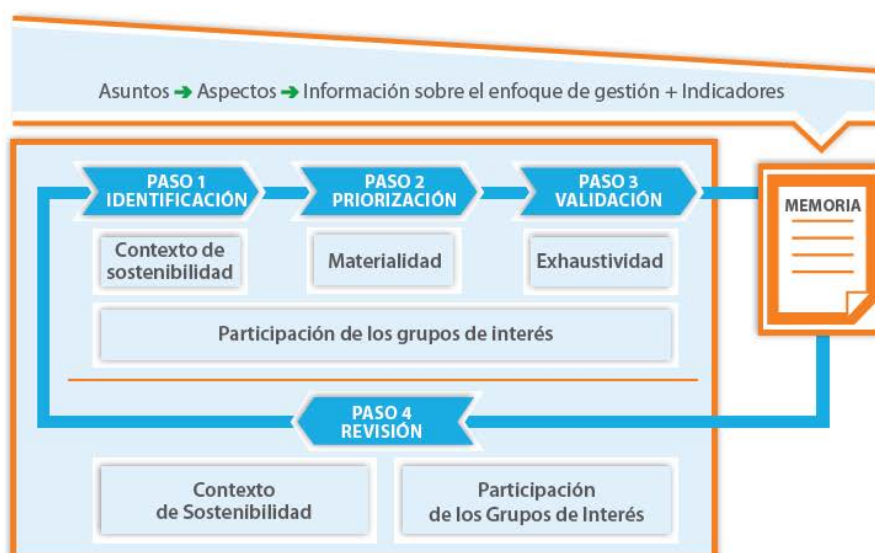 Asuntos ➔ Aspectos ➔ Información sobre el enfoque de gestión + Indicadores
PASO 1
IDENTIFICACIÓN
PASO 2
PRIORIZACIÓN
PASO 3
VALIDACIÓN
MEMORIA
Contexto de
sostenibilidad
Materialidad
Exhaustividad
Participación de los grupos de interés
PASO 4
REVISIÓN
Contexto
de Sostenibilidad
Participación
de los Grupos de Interés